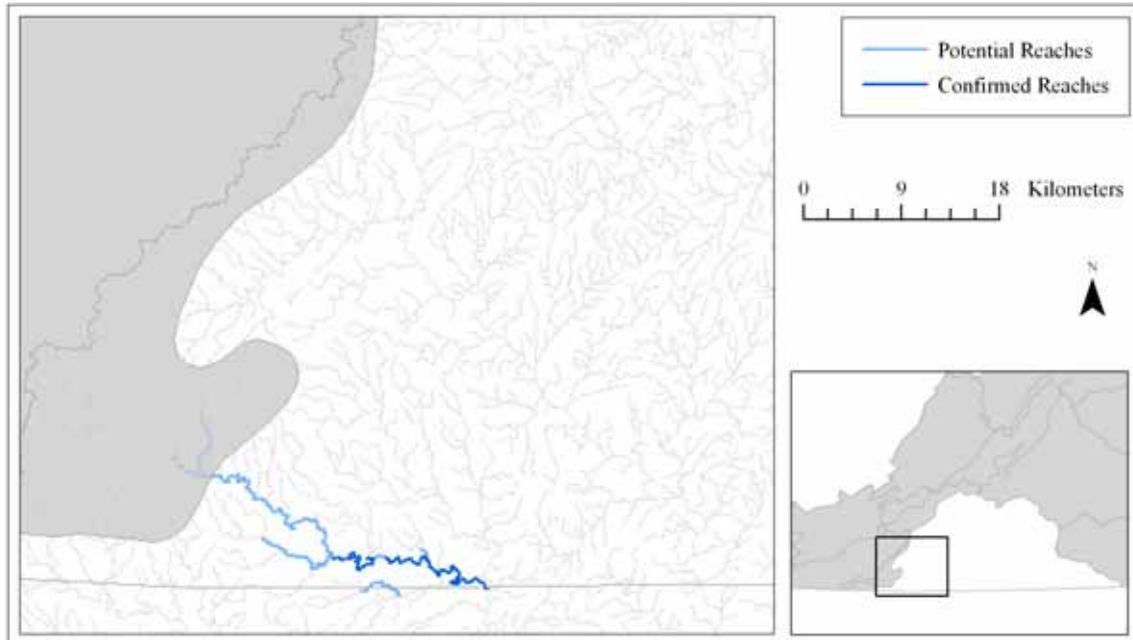 Potential Reaches
Confirmed Reaches
0 9 18 Kilometers
N